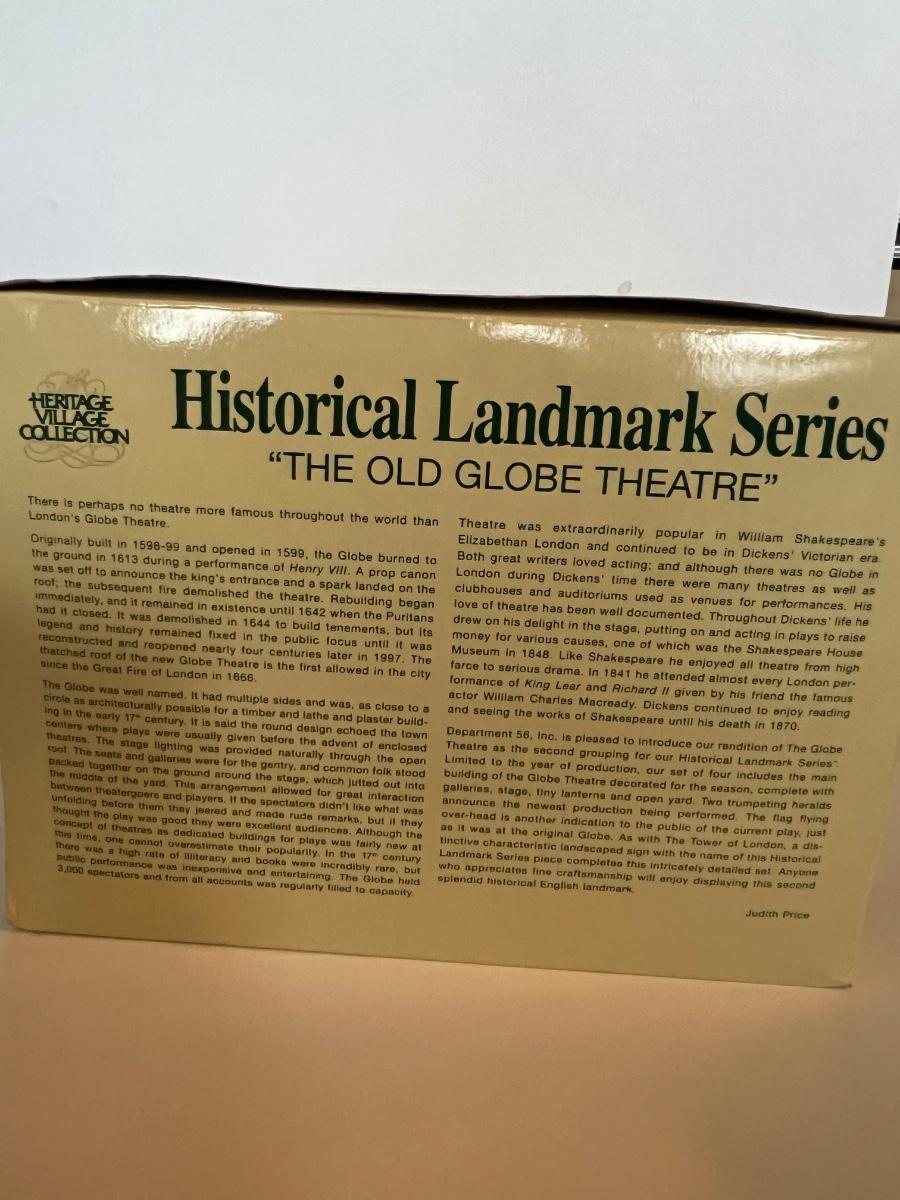 HERITAGE
VILLAGE
COLLECTION
Historical Landmark Series
"THE OLD GLOBE THEATRE"
There is perhaps no theatre more famous throughout the world than
London's Globe Theatre.
Originally built in 1598-99 and opened in 1599, the Globe burned to
the ground in 1613 during a performance of Henry VIII. A prop canon
was set off to announce the king's entrance and a spark landed on the
roof; the subsequent fire demolished the theatre. Rebuilding began
immediately, and it remained in existence until 1642 when the Puritans
had it closed. It was demolished in 1644 to build tenements, but its
legend and history remained fixed in the public focus until it was
reconstructed and reopened nearly four centuries later in 1997. The
thatched roof of the new Globe Theatre is the first allowed in the city
since the Great Fire of London in 1666.
The Globe was well named. It had multiple sides and was, as close to a
circle as architecturally possible for a timber and lathe and plaster build-
ing in the early 17th century. It is said the round design echoed the town
centers where plays were usually given before the advent of enclosed
theatres. The stage lighting was provided naturally through the open
roof. The seats and galleries were for the gentry, and common folk stood
packed together on the ground around the stage, which jutted out into
the middle of the yard. This arrangement allowed for great interaction
between theatergoers and players. If the spectators didn't like what was
unfolding before them they jeered and made rude remarks, but if they
thought the play was good they were excellent audiences. Although the
concept of theatres as dedicated buildings for plays was fairly new at
this time, one cannot overestimate their popularity. In the 17th century
there was a high rate of illiteracy and books were incredibly rare, but
public performance was inexpensive and entertaining. The Globe held
3,000 spectators and from all accounts was regularly filled to capacity.
Theatre was extraordinarily popular in William Shakespeare's
Elizabethan London and continued to be in Dickens' Victorian era.
Both great writers loved acting; and although there was no Globe in
London during Dickens' time there were many theatres as well as
clubhouses and auditoriums used as venues for performances. His
love of theatre has been well documented. Throughout Dickens' life he
drew on his delight in the stage, putting on and acting in plays to raise
money for various causes, one of which was the Shakespeare House
Museum in 1848. Like Shakespeare he enjoyed all theatre from high
farce to serious drama. In 1841 he attended almost every London per-
formance of King Lear and Richard II given by his friend the famous
actor William Charles Macready. Dickens continued to enjoy reading
and seeing the works of Shakespeare until his death in 1870.
Department 56, Inc. is pleased to introduce our rendition of The Globe
Theatre as the second grouping for our Historical Landmark Series™.
Limited to the year of production, our set of four includes the main
building of the Globe Theatre decorated for the season, complete with
galleries, stage, tiny lanterns and open yard. Two trumpeting heralds
announce the newest production being performed. The flag flying
over-head is another indication to the public of the current play, just
as it was at the original Globe. As with The Tower of London, a dis-
tinctive characteristic landscaped sign with the name of this Historical
Landmark Series piece completes this intricately detailed set. Anyone
who appreciates fine craftsmanship will enjoy displaying this second
splendid historical English landmark.
Judith Price